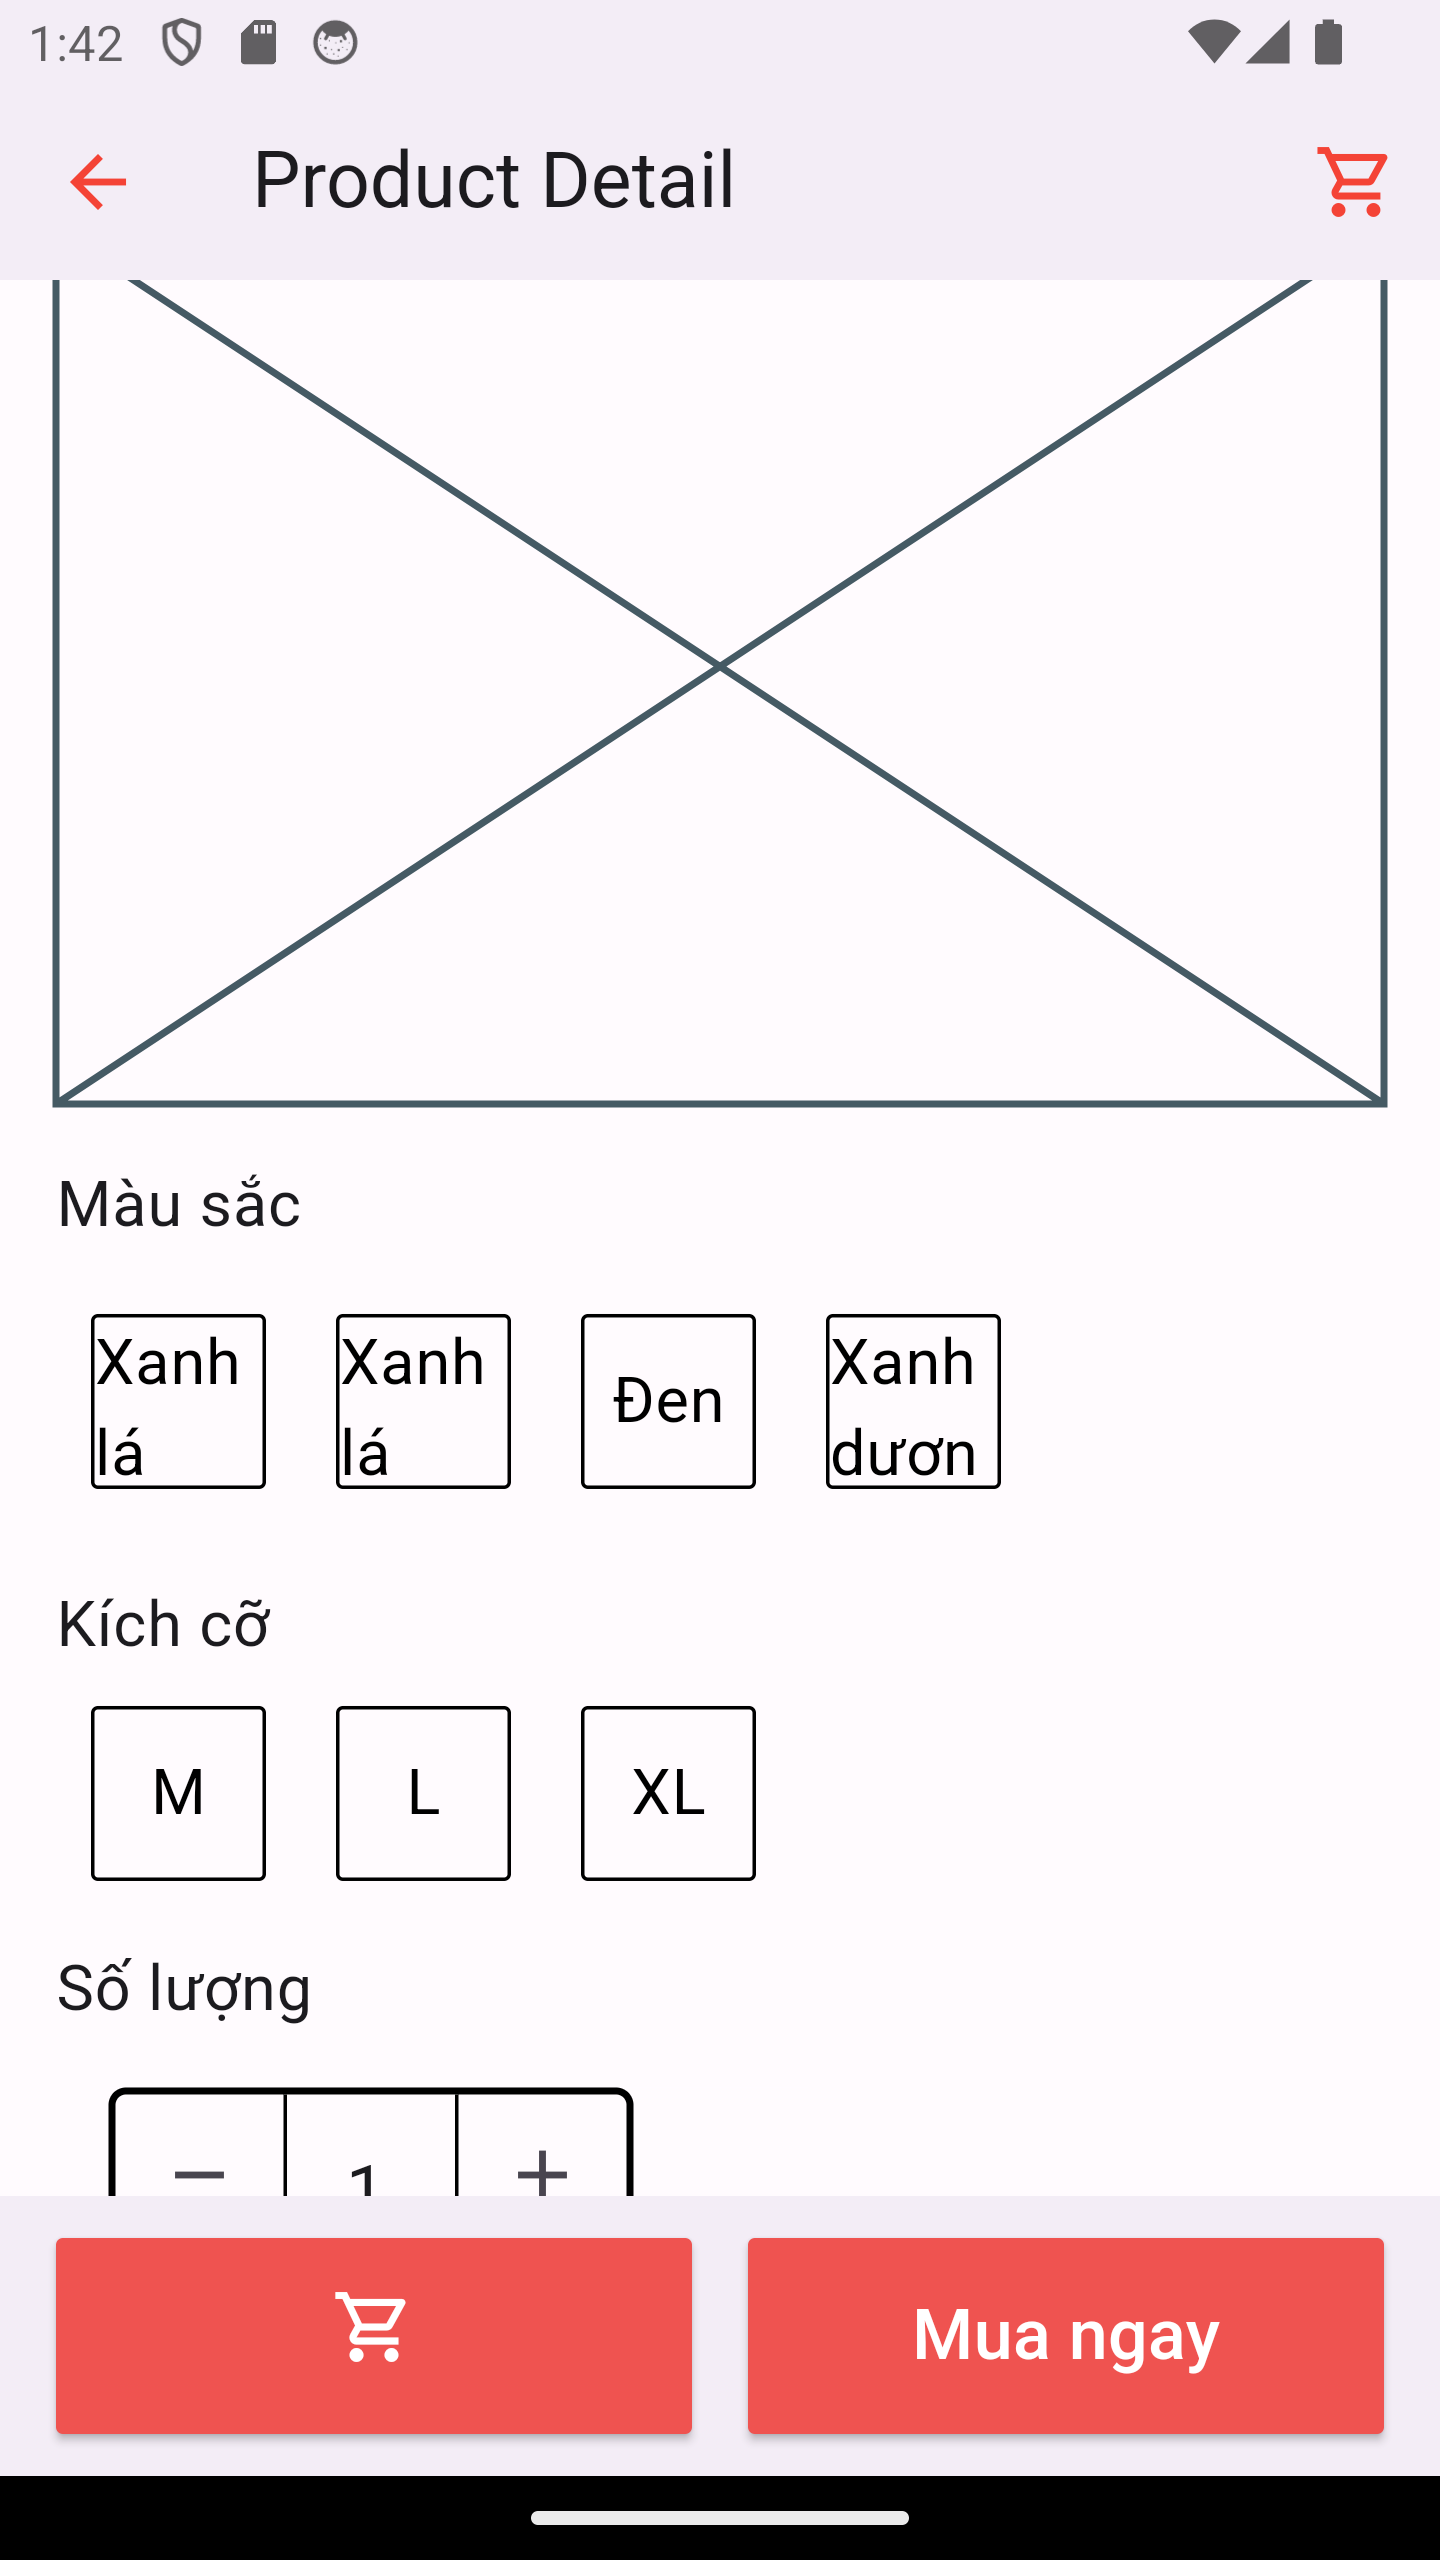 1:42
Product Detail
Màu sắc
Xanh
lá
Xanh
lá
Đen
Xanh
dươn
Kích cỡ
M
L
XL
Số lượng
1
Mua ngay